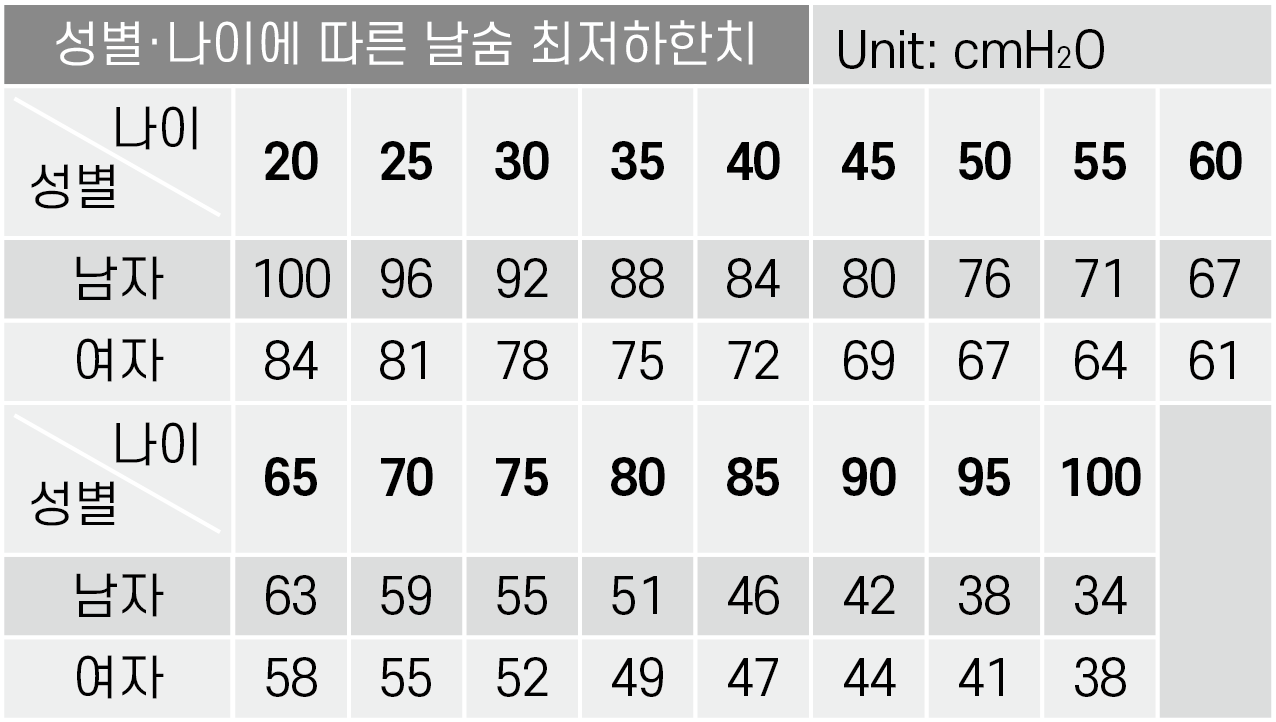 성별·나이에 따른 날숨 최저하한치 Unit: cmH₂O
나이 성별 20 25 30 35 40 45 50 55 60
남자 100 96 92 88 84 80 76 71 67
여자 84 81 78 75 72 69 67 64 61
나이 성별 65 70 75 80 85 90 95 100
남자 63 59 55 51 46 42 38 34
여자 58 55 52 49 47 44 41 38